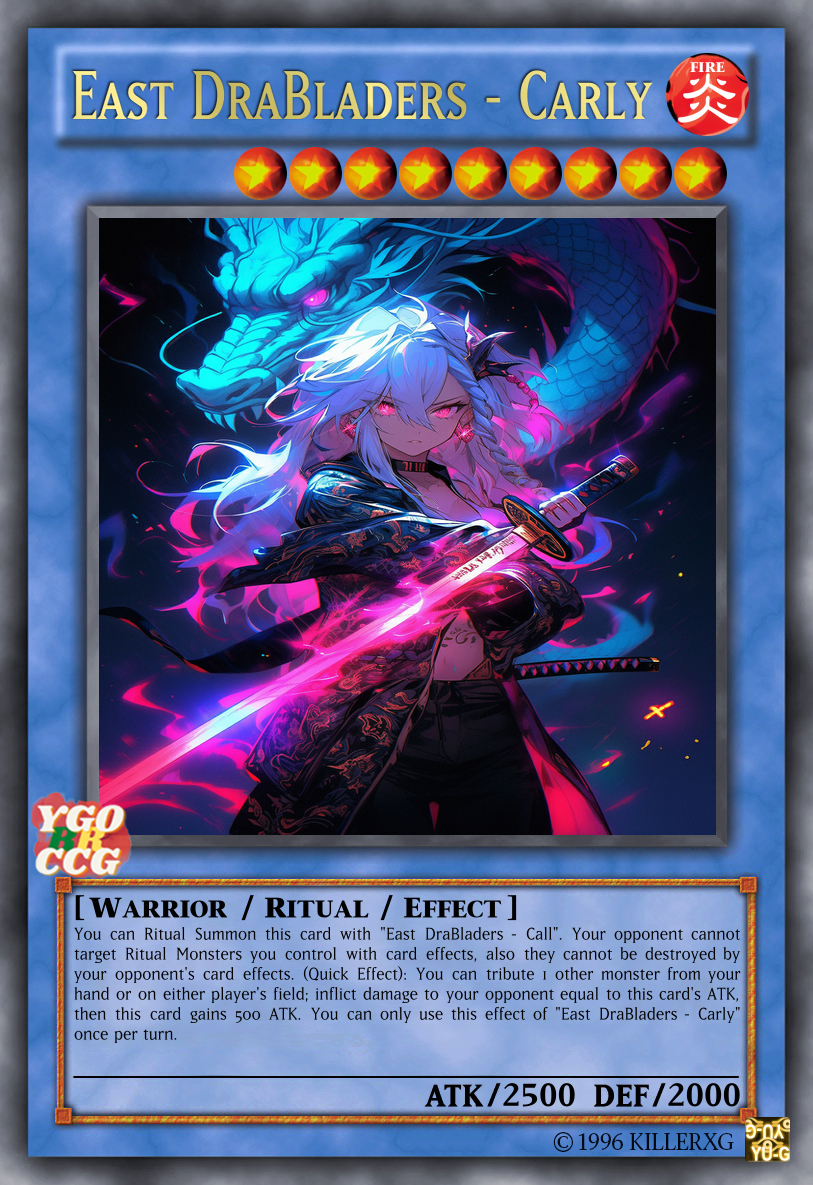 East DraBladers - Carly
FIRE
炎
YGO
BR
CCG
[ Warrior / Ritual / Effect ]
You can Ritual Summon this card with "East DraBladers - Call". Your opponent cannot
target Ritual Monsters you control with card effects, also they cannot be destroyed by
your opponent's card effects. (Quick Effect): You can tribute 1 other monster from your
hand or on either player's field; inflict damage to your opponent equal to this card's ATK,
then this card gains 500 ATK. You can only use this effect of "East DraBladers - Carly"
once per turn.
ATK/2500 DEF/2000
© 1996 KILLERXG